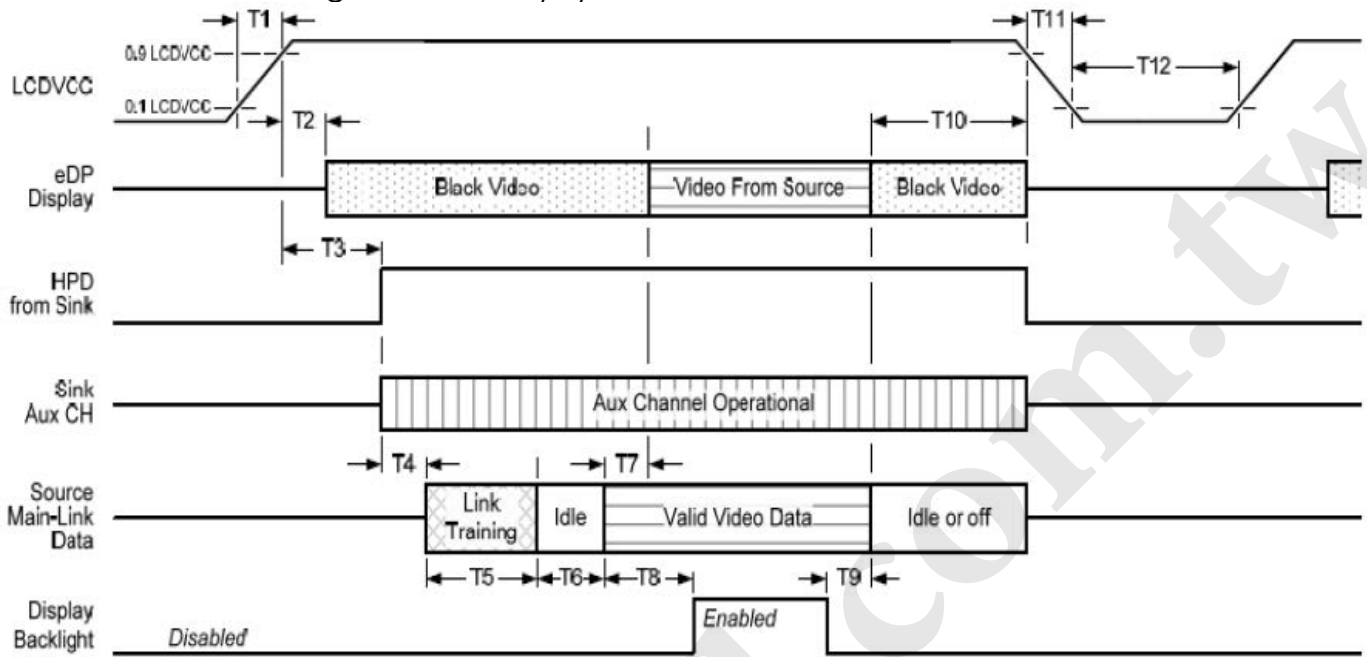 T1
T11
0.9 LCDVCC
T12
LCDVCC
0.1 LCDVCC
T2
T10
eDP
Display
Black Video
Video From Source
Black Video
T3
HPD
from Sink
Sink
Aux CH
Aux Channel Operational
T4
T7
Source
Main-Link
Data
Link
Training
Idle
Valid Video Data
Idle or off
T5
T6
T8
T9
Display
Backlight
Disabled
Enabled
com.tw